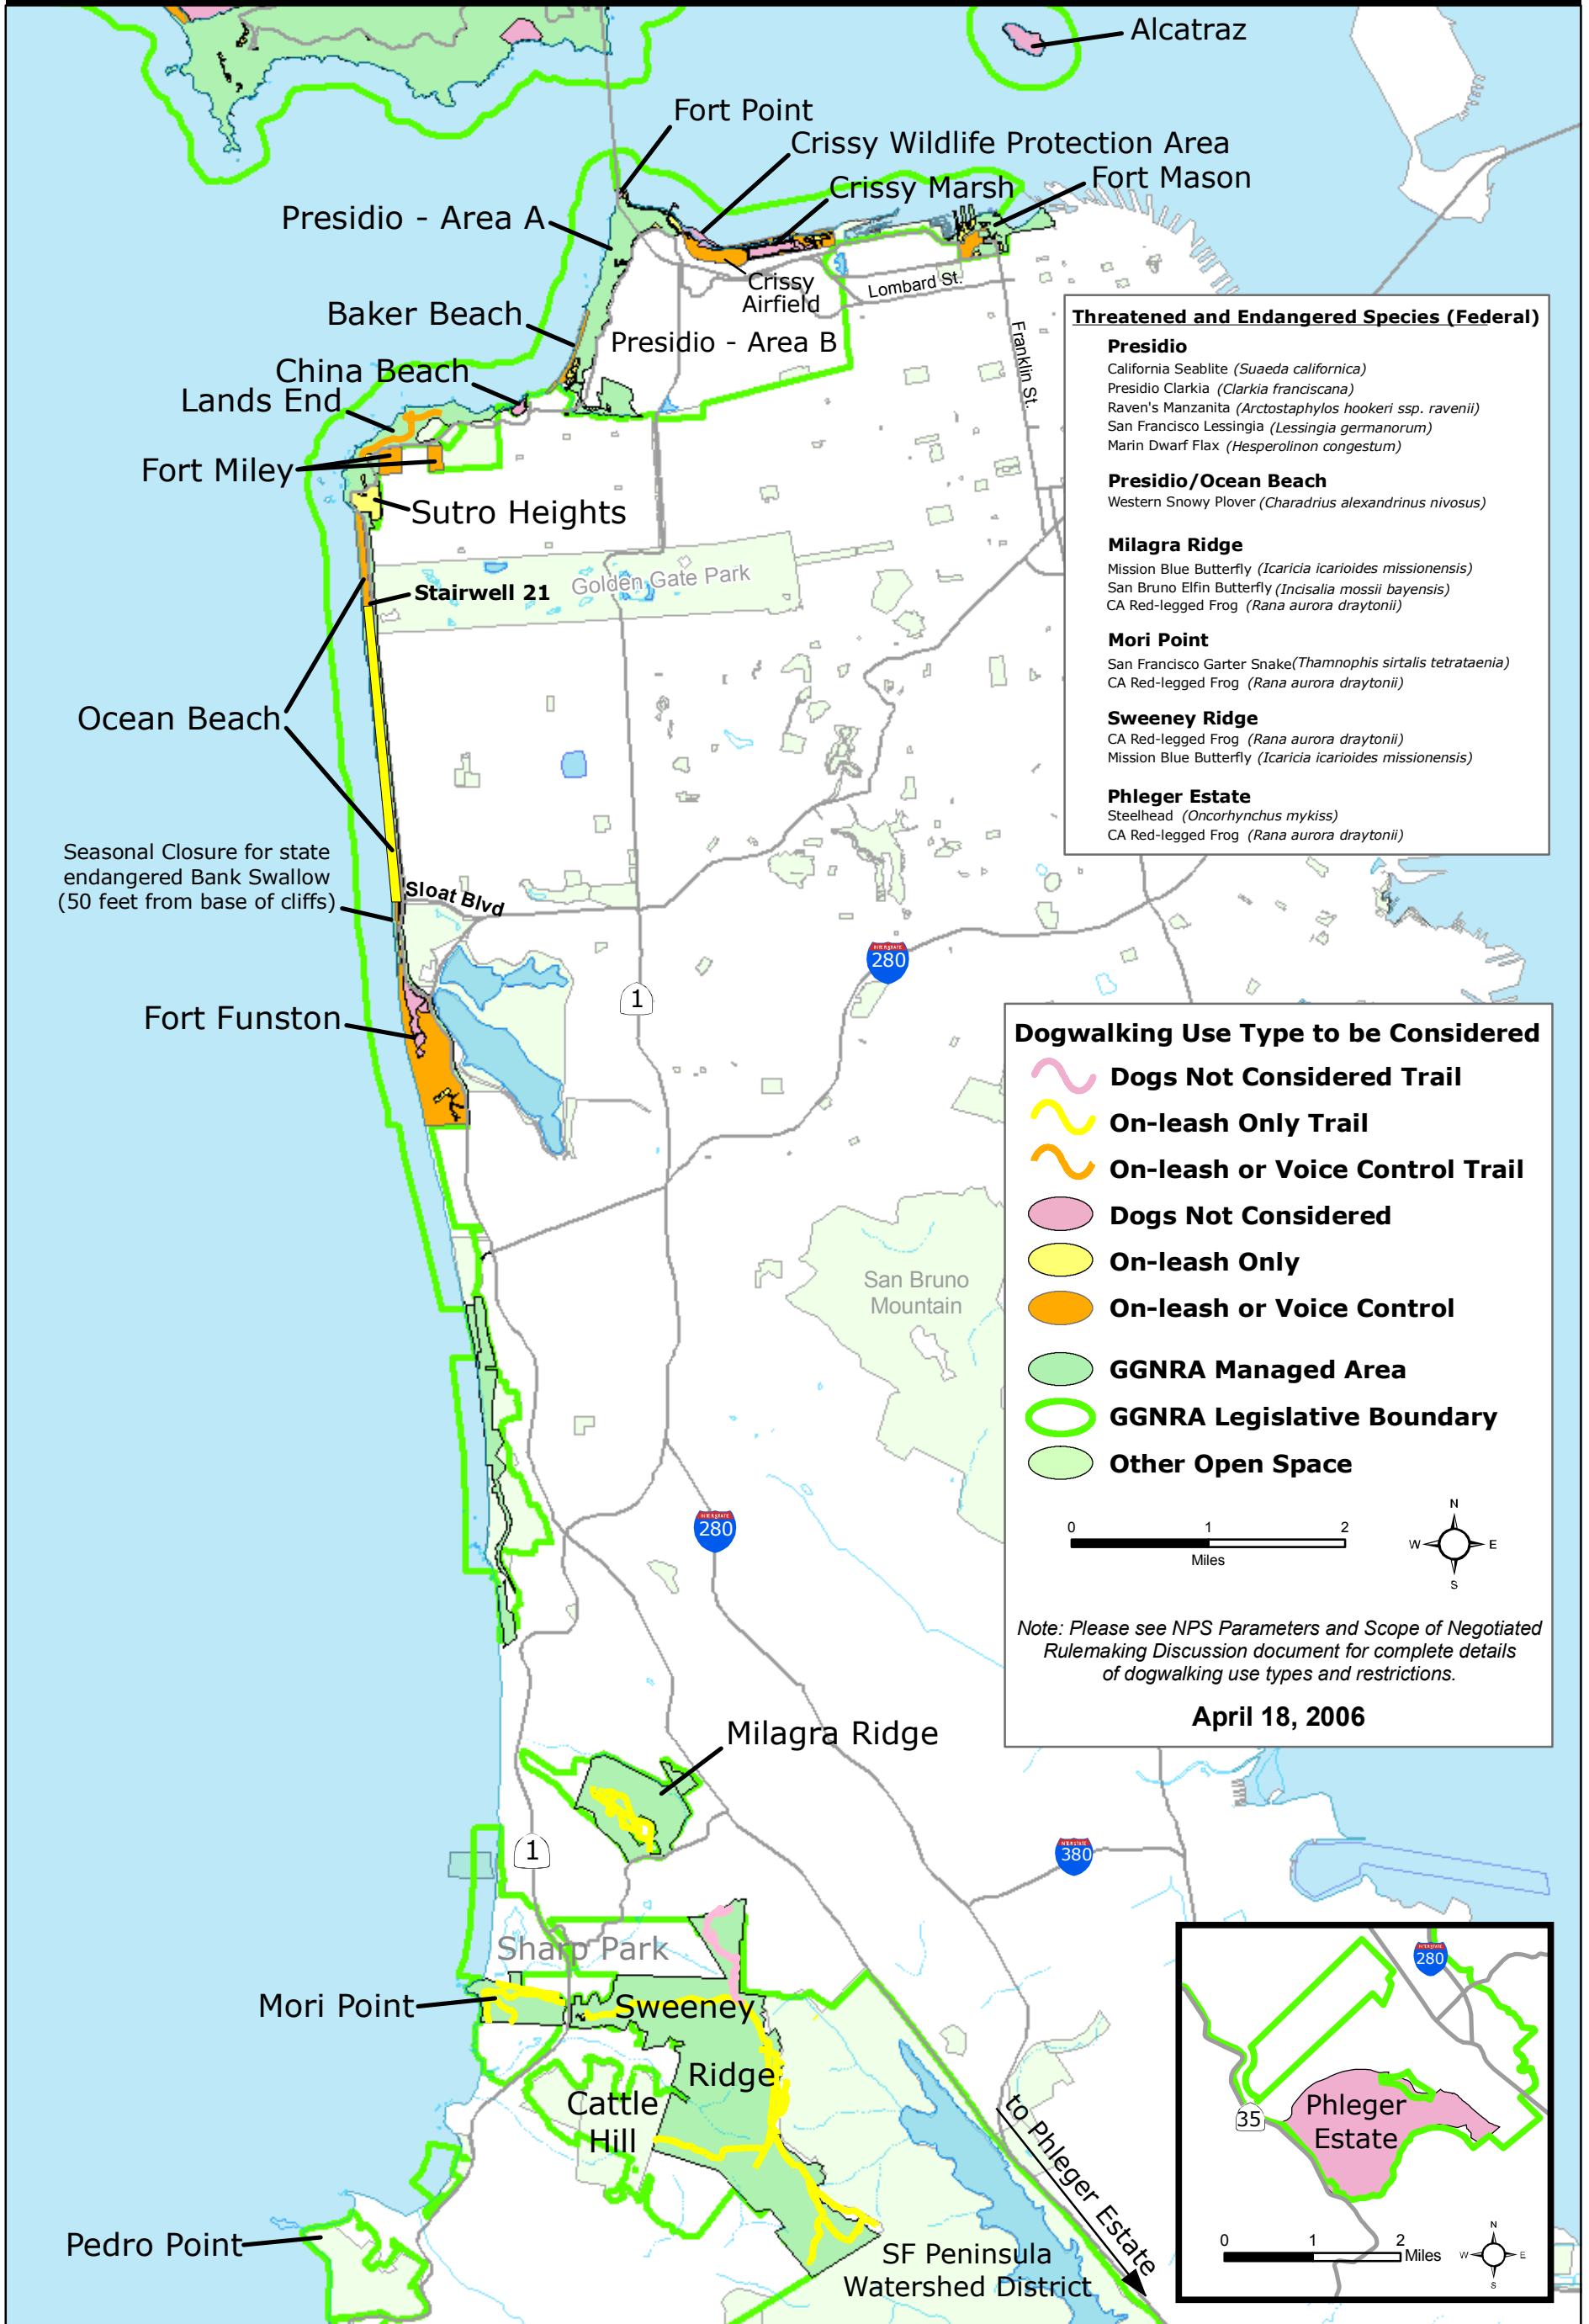 Alcatraz
Fort Point
Crissy Wildlife Protection Area
Crissy Marsh
Fort Mason
Presidio - Area A
Crissy
Airfield
Lombard St.
Franklin St.
Baker Beach
Presidio - Area B
China Beach
Lands End
Fort Miley
Sutro Heights
Golden Gate Park
Stairwell 21
Ocean Beach
Seasonal Closure for state
endangered Bank Swallow
(50 feet from base of cliffs)
Sloat Blvd
INTERSTATE
280
1
Fort Funston
San Bruno
Mountain
INTERSTATE
280
Milagra Ridge
1
INTERSTATE
380
Sharp Park
Mori Point
Sweeney
Ridge
Cattle
Hill
to Phleger Estate
Pedro Point
SF Peninsula
Watershed District
Threatened and Endangered Species (Federal)
Presidio
California Seablite (Suaeda californica)
Presidio Clarkia (Clarkia franciscana)
Raven's Manzanita (Arctostaphylos hookeri ssp. ravenii)
San Francisco Lessingia (Lessingia germanorum)
Marin Dwarf Flax (Hesperolinon congestum)
Presidio/Ocean Beach
Western Snowy Plover (Charadrius alexandrinus nivosus)
Milagra Ridge
Mission Blue Butterfly (Icaricia icarioides missionensis)
San Bruno Elfin Butterfly (Incisalia mossii bayensis)
CA Red-legged Frog (Rana aurora draytonii)
Mori Point
San Francisco Garter Snake(Thamnophis sirtalis tetrataenia)
CA Red-legged Frog (Rana aurora draytonii)
Sweeney Ridge
CA Red-legged Frog (Rana aurora draytonii)
Mission Blue Butterfly (Icaricia icarioides missionensis)
Phleger Estate
Steelhead (Oncorhynchus mykiss)
CA Red-legged Frog (Rana aurora draytonii)
Dogwalking Use Type to be Considered
Dogs Not Considered Trail
On-leash Only Trail
On-leash or Voice Control Trail
Dogs Not Considered
On-leash Only
On-leash or Voice Control
GGNRA Managed Area
GGNRA Legislative Boundary
Other Open Space
0 1 2
Miles
N
W E
S
Note: Please see NPS Parameters and Scope of Negotiated
Rulemaking Discussion document for complete details
of dogwalking use types and restrictions.
April 18, 2006
INTERSTATE
280
35
Phleger
Estate
0 1 2
Miles
N
W E
S